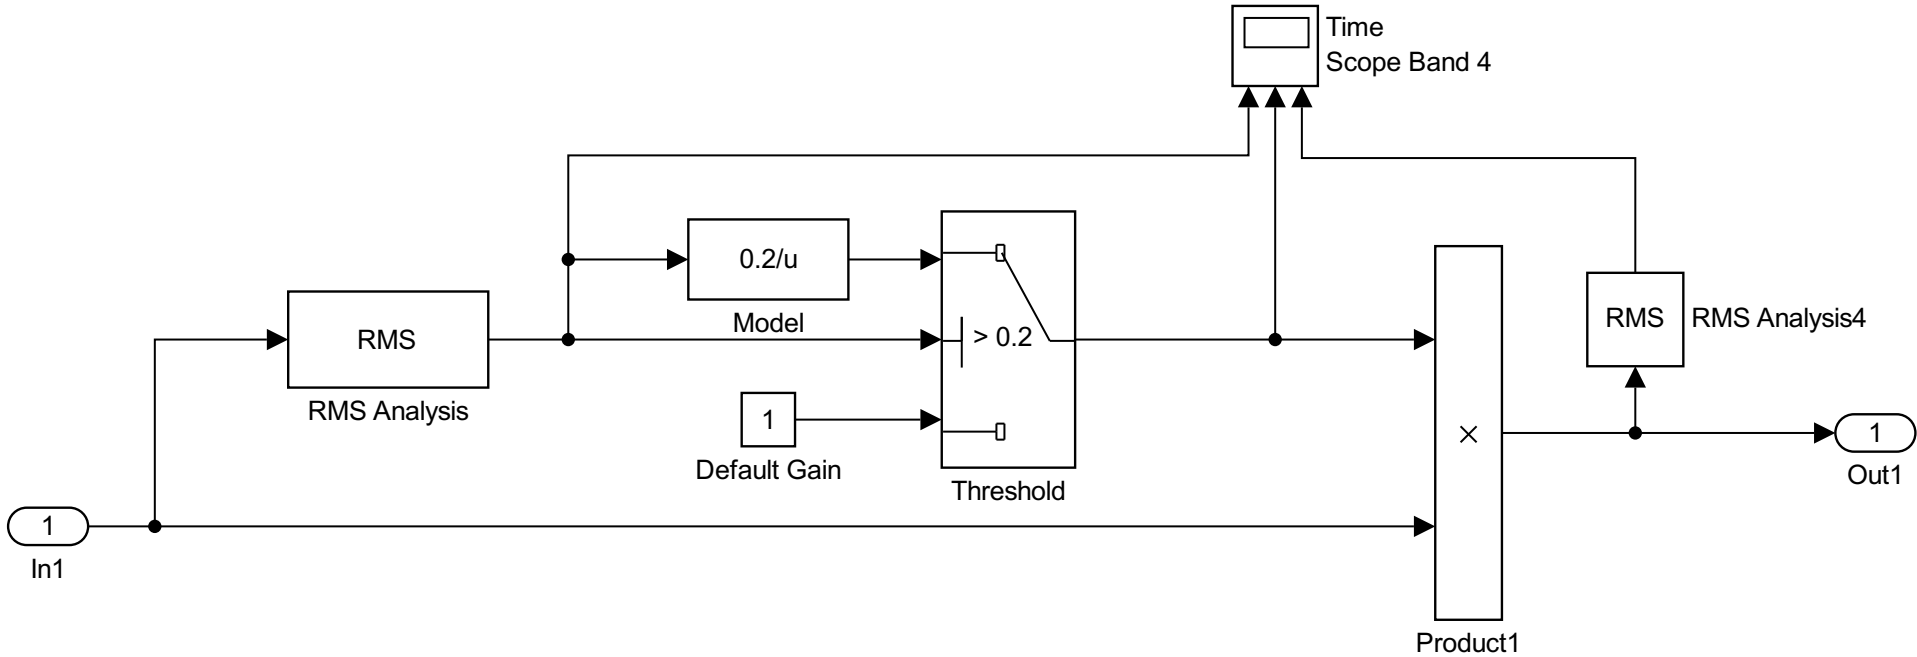 Time
Scope Band 4
0.2/u
Model
RMS
RMS Analysis
> 0.2
1
Default Gain
Threshold
RMS
RMS Analysis4
×
Product1
1
Out1
1
In1